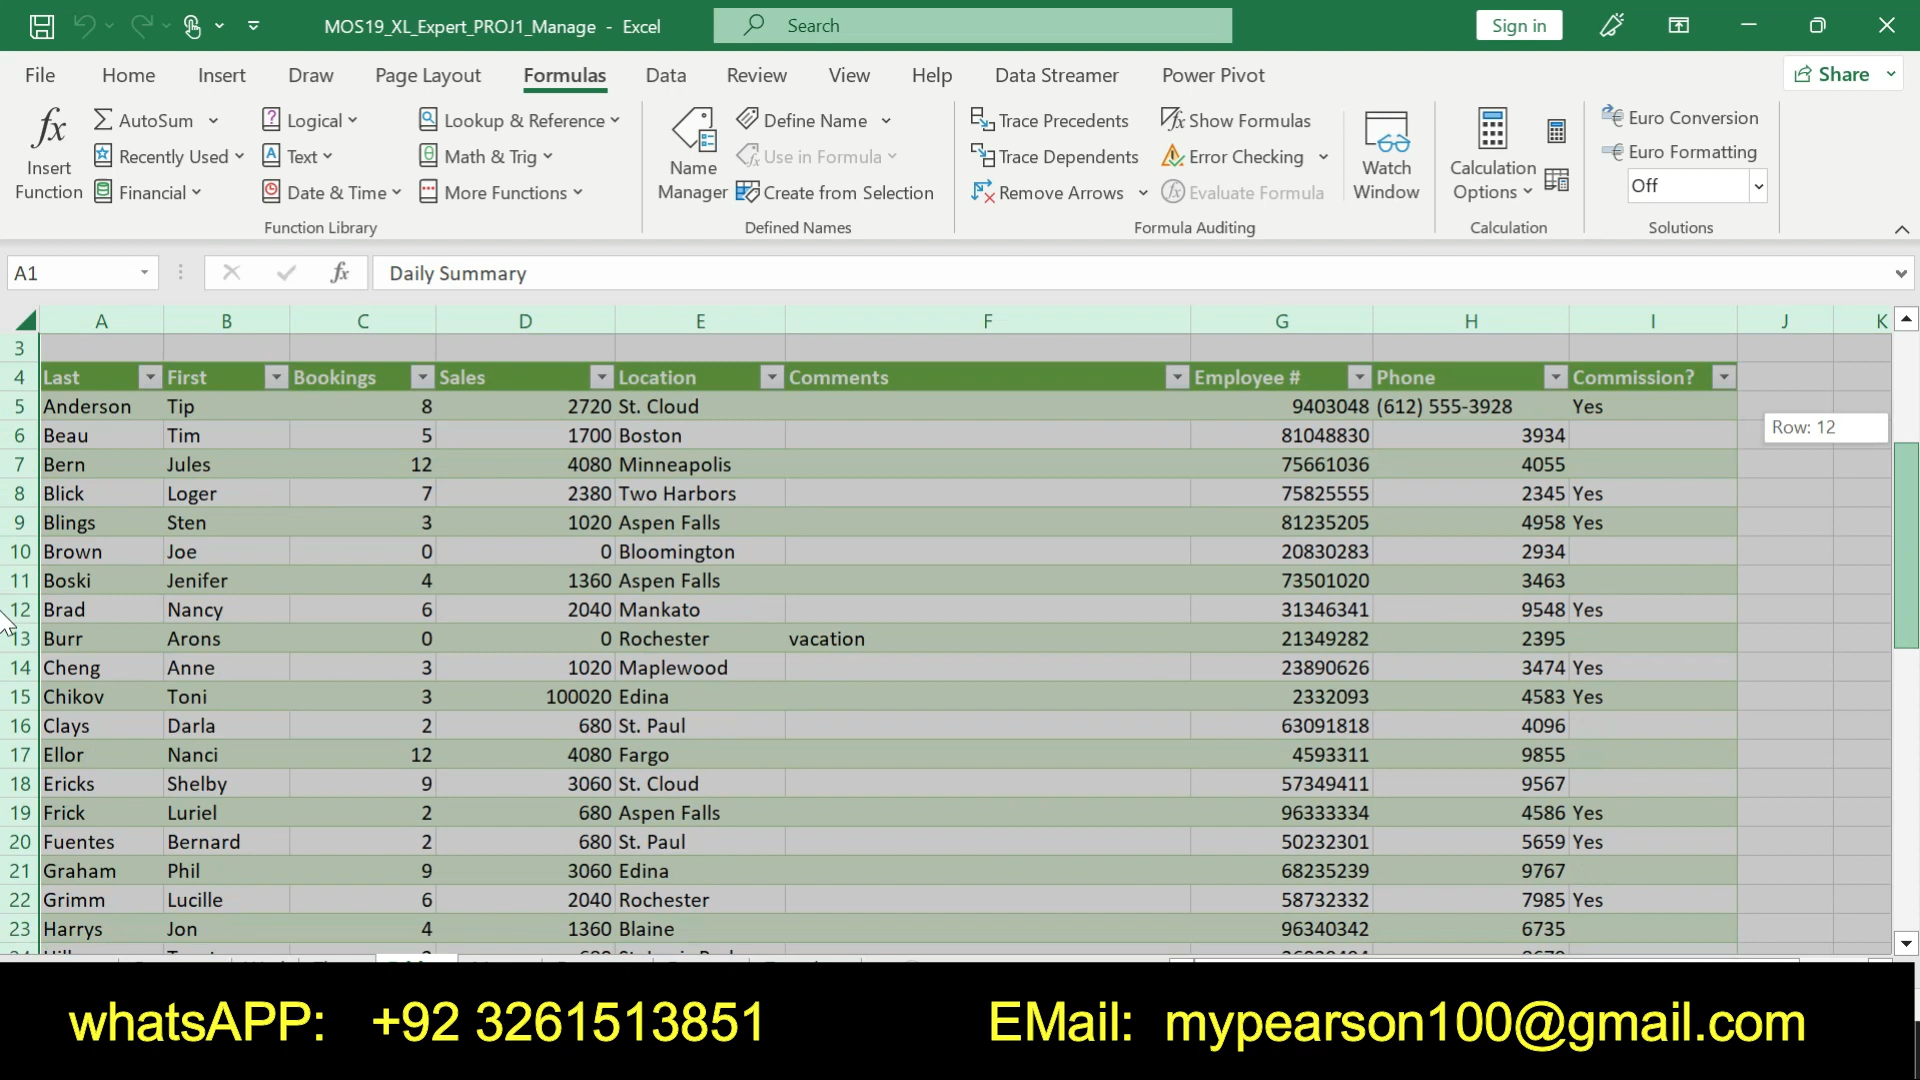 MOS19_XL_Expert_PROJ1_Manage - Excel
Search
Sign in
File Home Insert Draw Page Layout Formulas Data Review View Help Data Streamer Power Pivot Share
fx Insert Function
AutoSum
Recently Used
Financial
Logical
Text
Date & Time
Lookup & Reference
Math & Trig
More Functions
Function Library
Name Manager
Define Name
Use in Formula
Create from Selection
Defined Names
Trace Precedents
Trace Dependents
Remove Arrows
Show Formulas
Error Checking
Evaluate Formula
Formula Auditing
Watch Window
Calculation Options
Calculation
Euro Conversion
Euro Formatting
Off
Solutions
A1 fx Daily Summary
A B C D E F G H I J K
3
4 Last First Bookings Sales Location Comments Employee # Phone Commission?
5 Anderson Tip 8 2720 St. Cloud 9403048 (612) 555-3928 Yes
Row: 12
6 Beau Tim 5 1700 Boston 81048830 3934
7 Bern Jules 12 4080 Minneapolis 75661036 4055
8 Blick Loger 7 2380 Two Harbors 75825555 2345 Yes
9 Blings Sten 3 1020 Aspen Falls 81235205 4958 Yes
10 Brown Joe 0 0 Bloomington 20830283 2934
11 Boski Jenifer 4 1360 Aspen Falls 73501020 3463
12 Brad Nancy 6 2040 Mankato 31346341 9548 Yes
13 Burr Arons 0 0 Rochester vacation 21349282 2395
14 Cheng Anne 3 1020 Maplewood 23890626 3474 Yes
15 Chikov Toni 3 100020 Edina 2332093 4583 Yes
16 Clays Darla 2 680 St. Paul 63091818 4096
17 Ellor Nanci 12 4080 Fargo 4593311 9855
18 Ericks Shelby 9 3060 St. Cloud 57349411 9567
19 Frick Luriel 2 680 Aspen Falls 96333334 4586 Yes
20 Fuentes Bernard 2 680 St. Paul 50232301 5659 Yes
21 Graham Phil 9 3060 Edina 68235239 9767
22 Grimm Lucille 6 2040 Rochester 58732332 7985 Yes
23 Harrys Jon 4 1360 Blaine 96340342 6735
whatsAPP: +92 3261513851 EMail: mypearson100@gmail.com